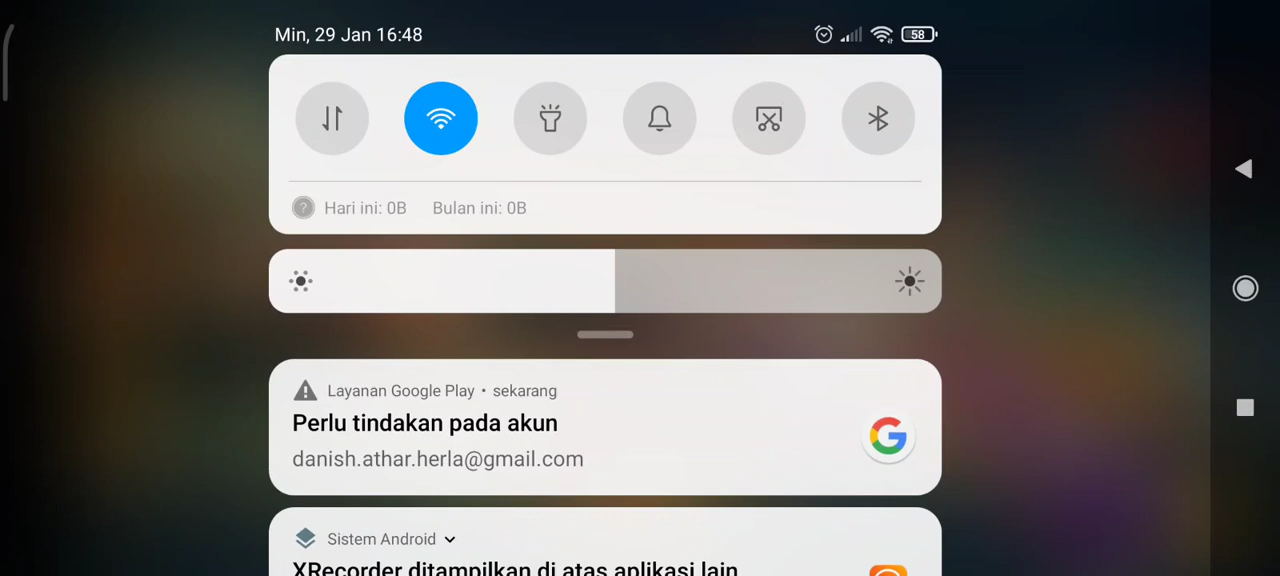 Min, 29 Jan 16:48
58
Hari ini: 0B Bulan ini: 0B
Layanan Google Play • sekarang
Perlu tindakan pada akun
danish.athar.herla@gmail.com
Sistem Android
XRecorder ditampilkan di atas aplikasi lain